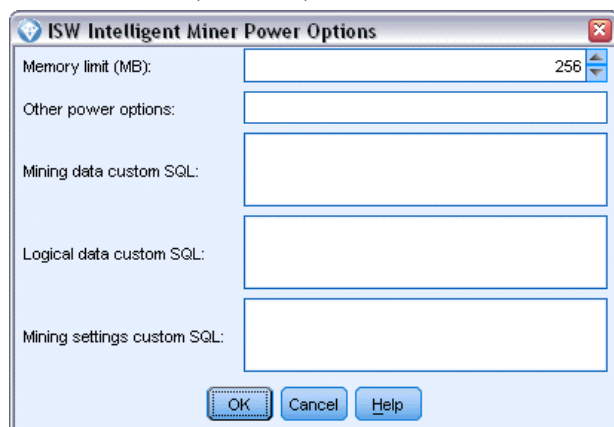 ISW Intelligent Miner Power Options
Memory limit (MB): 256
Other power options:
Mining data custom SQL:
Logical data custom SQL:
Mining settings custom SQL:
OK Cancel Help